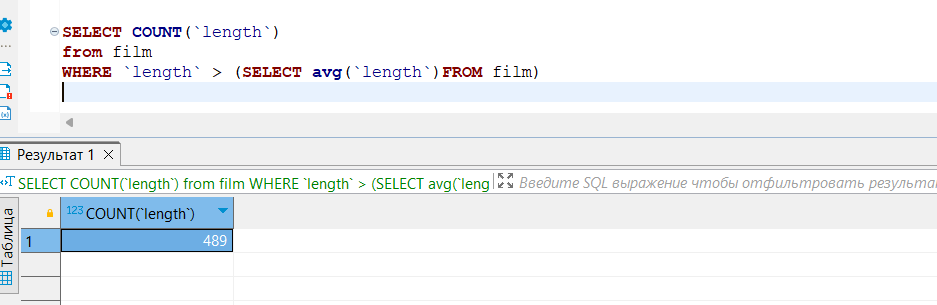 SELECT COUNT(`length`)
from film
WHERE `length` > (SELECT avg(`length`)FROM film)
Результат 1
SELECT COUNT(`length`) from film WHERE `length` > (SELECT avg(`leng
Введите SQL выражение чтобы отфильтровать результа
Таблица
123 COUNT(`length`)
1
489